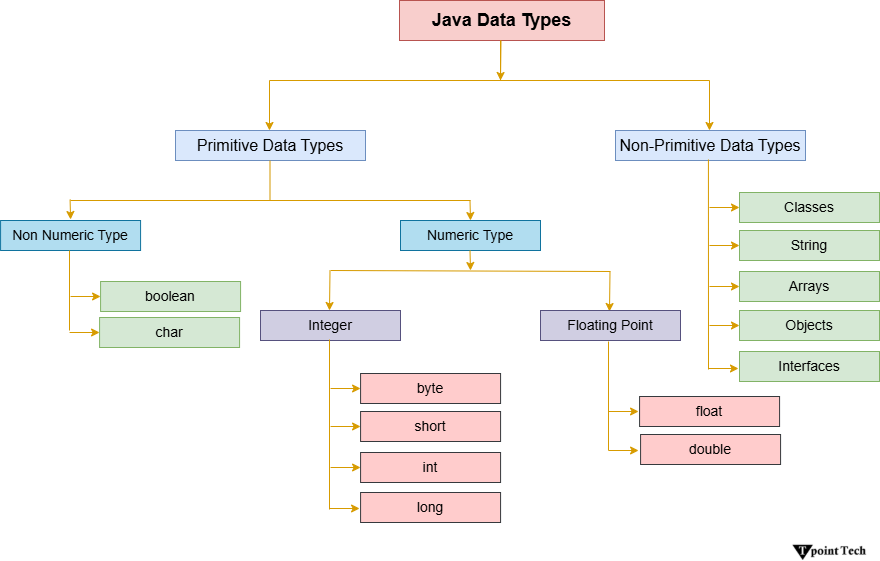 Java Data Types
Primitive Data Types
Non-Primitive Data Types
Non Numeric Type
Numeric Type
Classes
String
Arrays
Objects
Interfaces
boolean
char
Integer
Floating Point
byte
short
int
long
float
double
Tpoint Tech